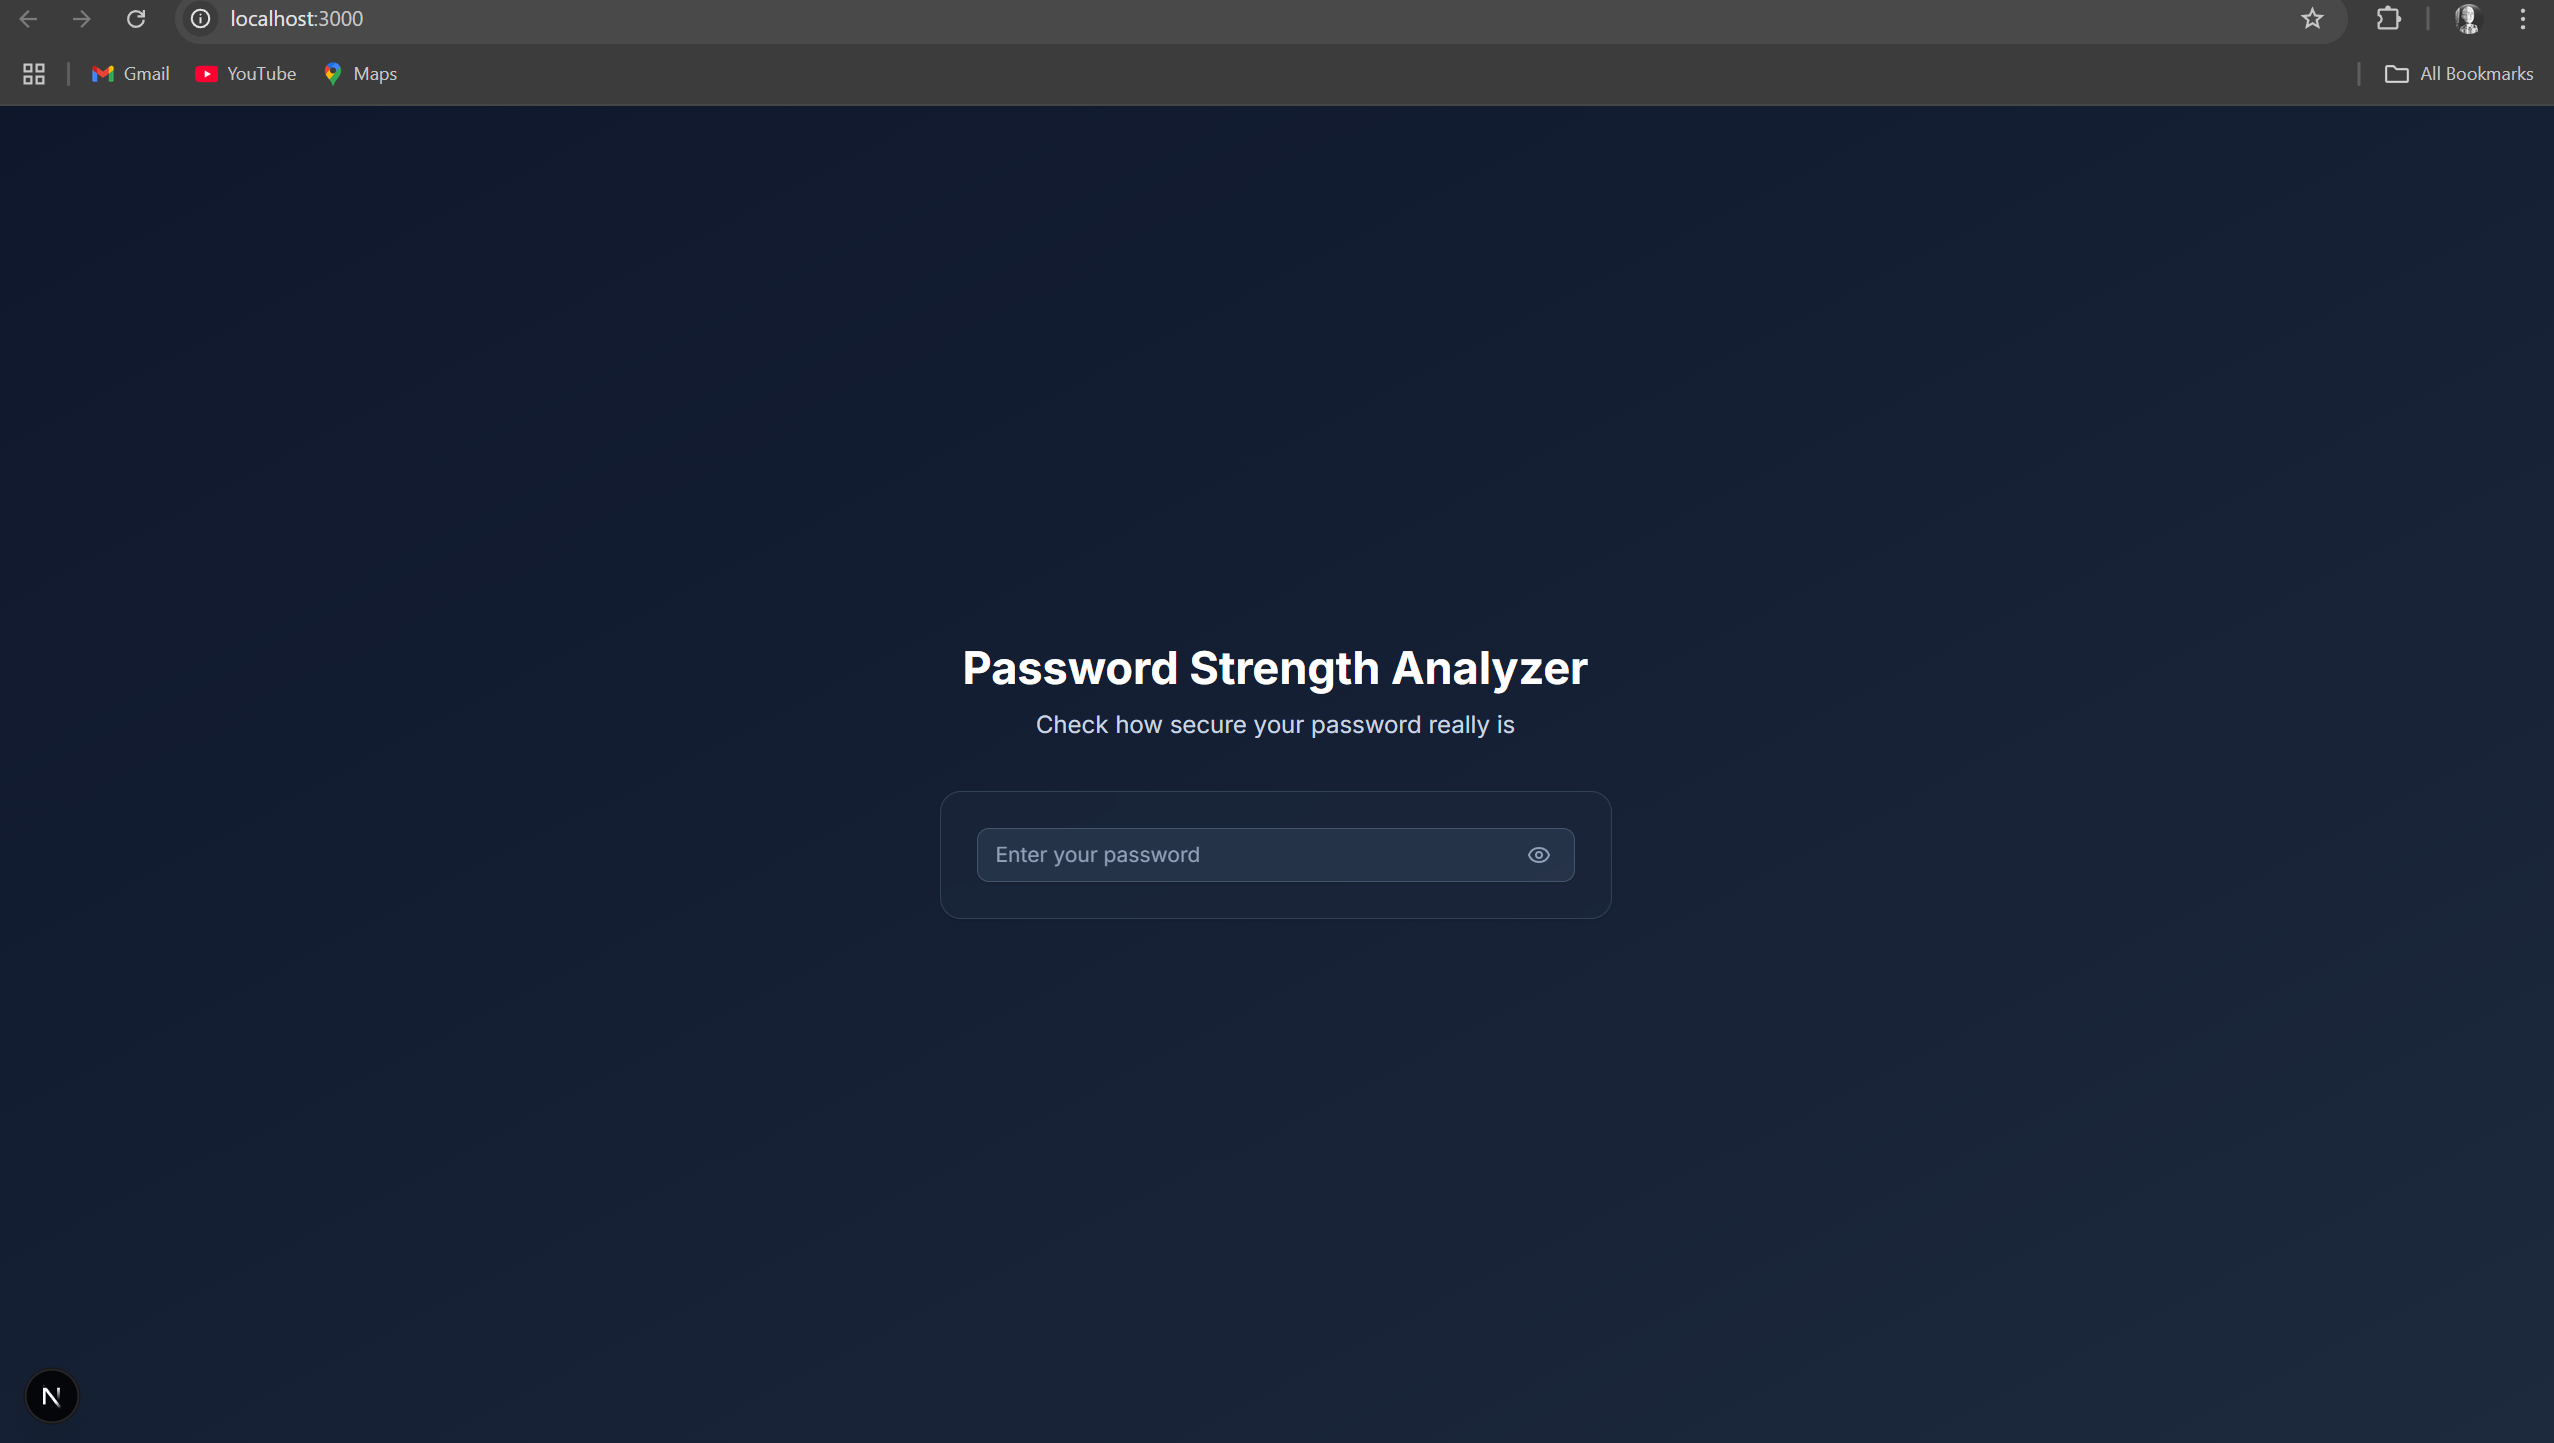 localhost:3000
Gmail YouTube Maps All Bookmarks
Password Strength Analyzer
Check how secure your password really is
Enter your password
N